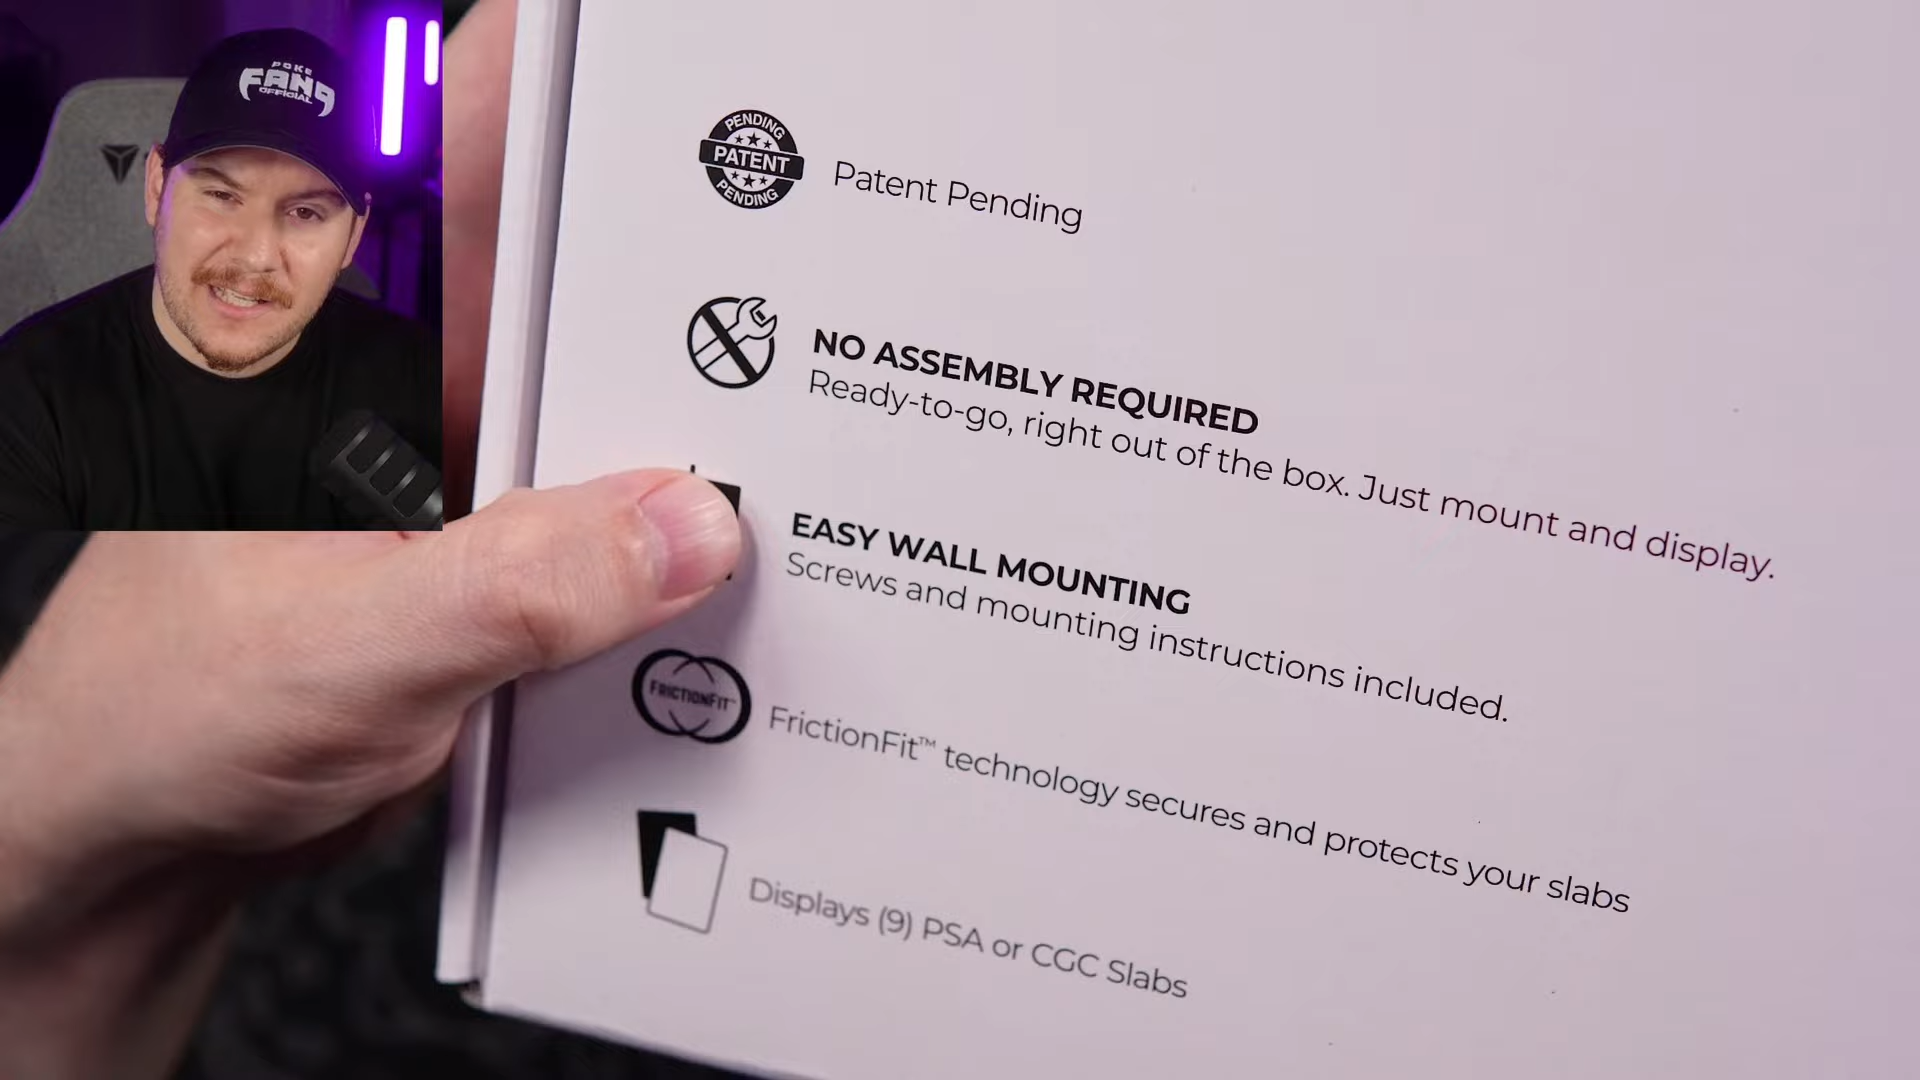 POKE
FANG
OFFICIAL
PENDING
PATENT
PENDING
Patent Pending
NO ASSEMBLY REQUIRED
Ready-to-go, right out of the box. Just mount and display.
EASY WALL MOUNTING
Screws and mounting instructions included.
FRICTIONFIT™
FrictionFit™ technology secures and protects your slabs
Displays (9) PSA or CGC Slabs